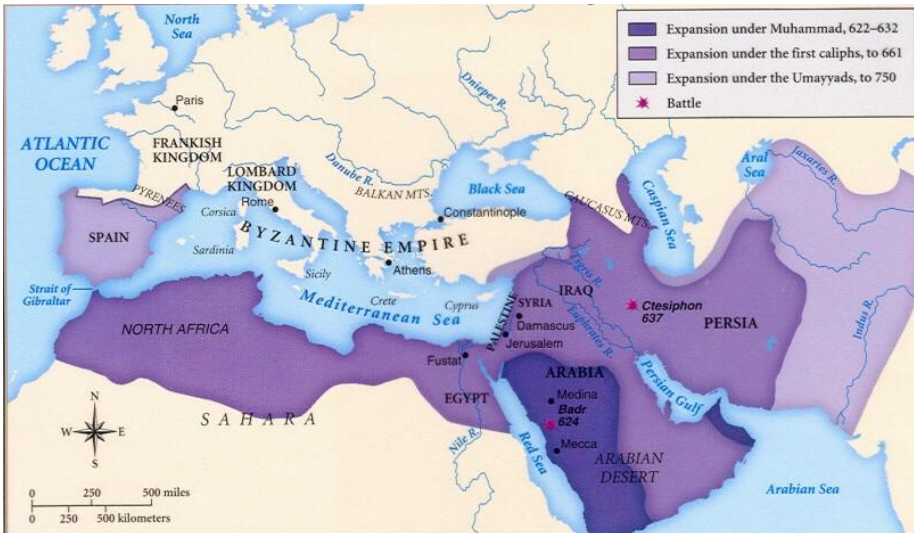 Expansion under Muhammad, 622–632
Expansion under the first caliphs, to 661
Expansion under the Umayyads, to 750
Battle
North
Sea
Paris
ATLANTIC
OCEAN
FRANKISH
KINGDOM
LOMBARD
KINGDOM
Rome
PYRENEES
Corsica
Sardinia
SPAIN
Strait of
Gibraltar
Dnieper R.
Danube R.
BALKAN MTS.
Black Sea
Constantinople
BYZANTINE EMPIRE
Athens
Sicily
Crete
Cyprus
Mediterranean Sea
CAUCASUS MTS.
Caspian Sea
Aral
Sea
Jaxartes R.
Tigris R.
IRAQ
Ctesiphon
637
PERSIA
Indus R.
SYRIA
Damascus
PALESTINE
Jerusalem
Euphrates R.
NORTH AFRICA
Fustat
EGYPT
SAHARA
Nile R.
ARABIA
Medina
Badr
624
Mecca
Red Sea
ARABIAN
DESERT
Persian Gulf
Arabian Sea
N
W
E
S
0 250 500 miles
0 250 500 kilometers